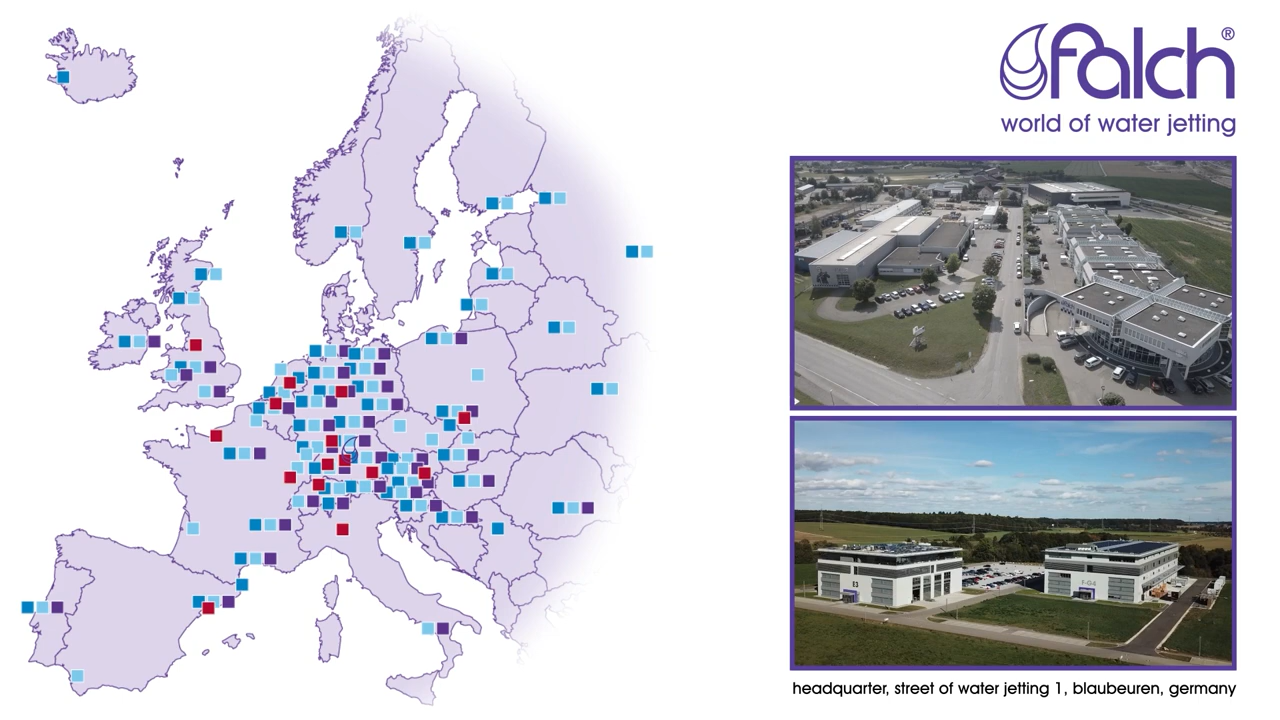 falch®
world of water jetting
headquarter, street of water jetting 1, blaubeuren, germany